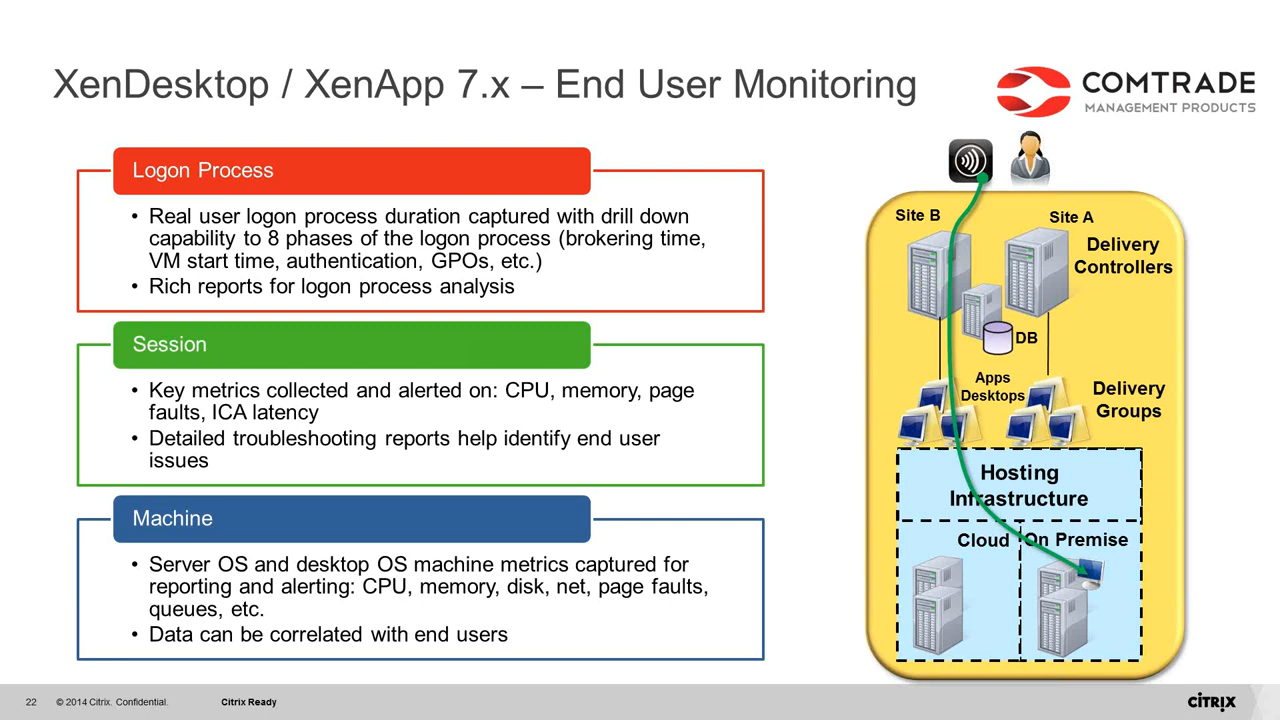 XenDesktop / XenApp 7.x – End User Monitoring
COMTRADE
MANAGEMENT PRODUCTS
Logon Process
• Real user logon process duration captured with drill down
capability to 8 phases of the logon process (brokering time,
VM start time, authentication, GPOs, etc.)
• Rich reports for logon process analysis
Session
• Key metrics collected and alerted on: CPU, memory, page
faults, ICA latency
• Detailed troubleshooting reports help identify end user
issues
Machine
• Server OS and desktop OS machine metrics captured for
reporting and alerting: CPU, memory, disk, net, page faults,
queues, etc.
• Data can be correlated with end users
Site B
Site A
Delivery
Controllers
DB
Apps
Desktops
Delivery
Groups
Hosting
Infrastructure
Cloud
On Premise
22
© 2014 Citrix. Confidential.
Citrix Ready
CITRIX